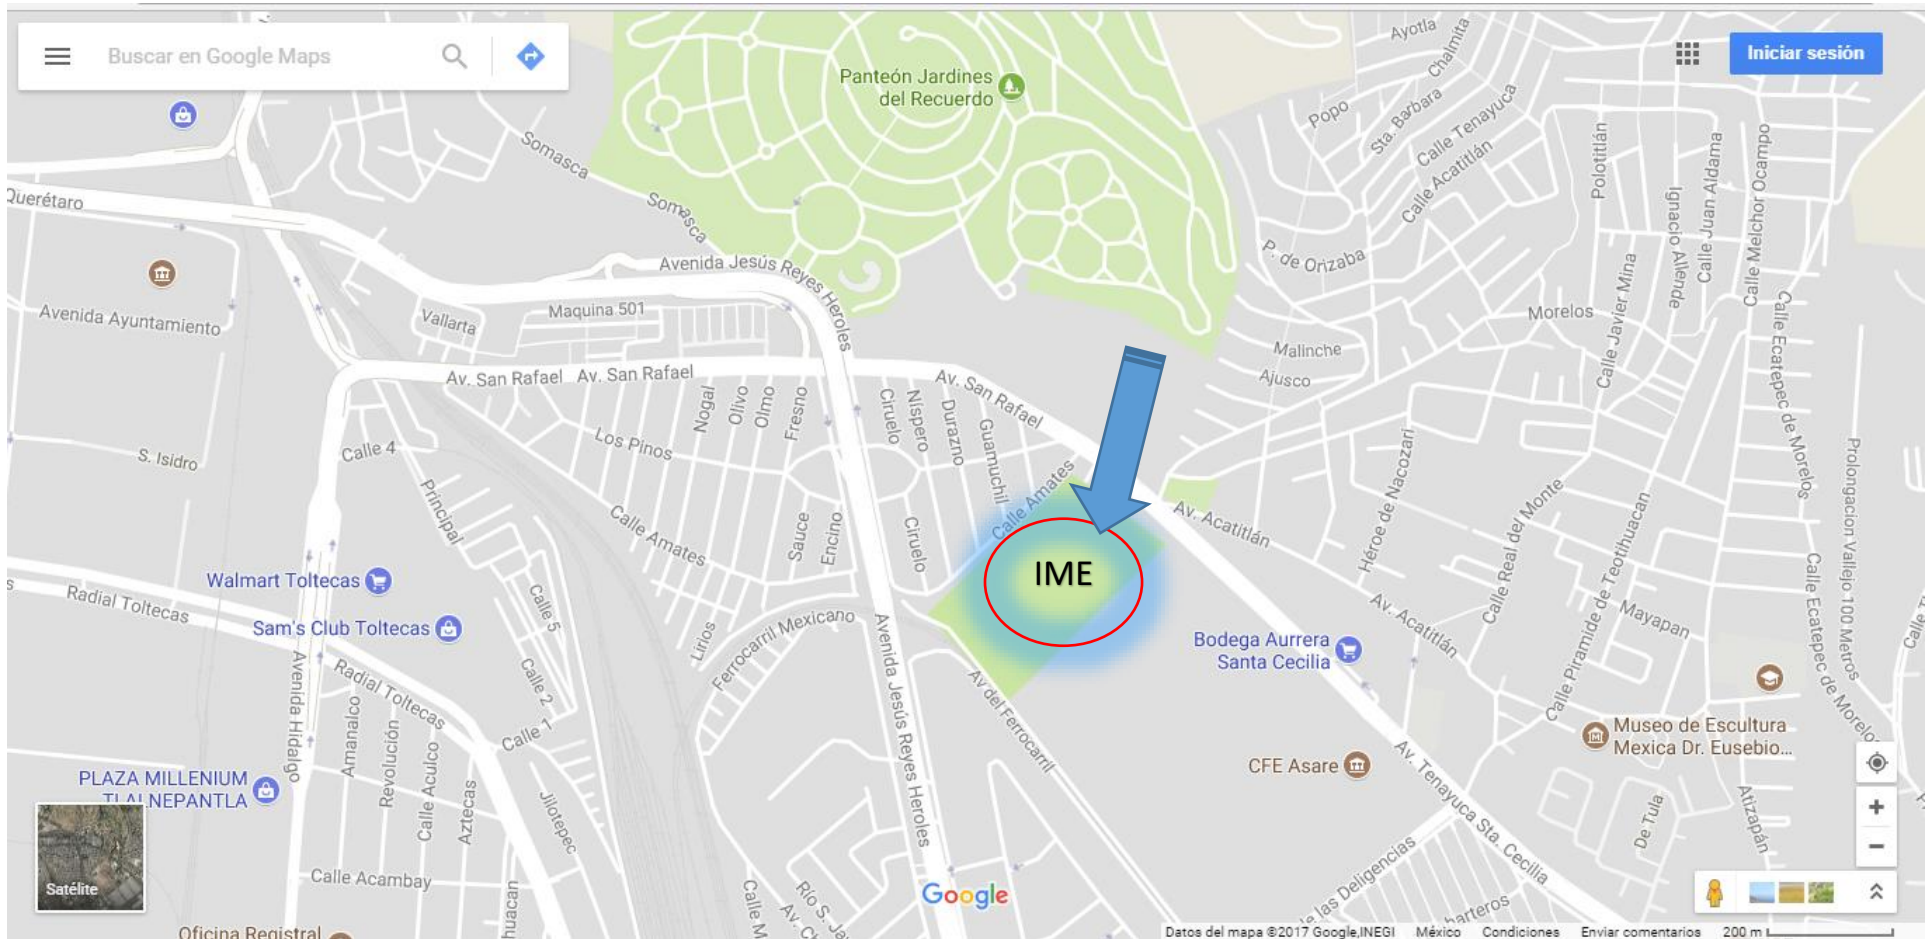 Buscar en Google Maps
Iniciar sesión
Panteón Jardines
del Recuerdo
Ayotla
Chalmita
Popo
Sta. Barbara
Calle Tenayuca
Calle Acatitlán
Polotitlán
Ignacio Allende
Calle Juan Aldama
Calle Melchor Ocampo
Somasca
Somasca
Querétaro
Avenida Jesús Reyes Heroles
P. de Orizaba
Avenida Ayuntamiento
Vallarta
Maquina 501
Morelos
Calle Javier Mina
Calle Ecatepec de Morelos
Malinche
Ajusco
Av. San Rafael
Av. San Rafael
Av. San Rafael
Nogal
Olivo
Olmo
Fresno
Ciruelo
Níspero
Durazno
Guamuchil
Los Pinos
Calle 4
S. Isidro
Principal
Calle Amates
Calle Amates
Sauce
Encino
Ciruelo
IME
Av. Acatitlán
Héroe de Nacozari
Calle Real del Monte
Calle Piramide de Teotihuacan
Prolongacion Vallejo 100 Metros
Calle Ecatepec de Morelos
Walmart Toltecas
Radial Toltecas
Sam's Club Toltecas
Calle 5
Calle 2
Calle 1
Lirios
Ferrocarril Mexicano
Avenida Jesús Reyes Heroles
Av. Acatitlán
Mayapan
Bodega Aurrera
Santa Cecilia
Av del Ferrocarril
Avenida Hidalgo
Radial Toltecas
Amanalco
Revolución
Calle Aculco
Aztecas
Jilotepec
Museo de Escultura
Mexica Dr. Eusebio...
CFE Asare
Av. Tenayuca Sta. Cecilia
PLAZA MILLENIUM
TLALNEPANTLA
De Tula
Atizapán
Satélite
Calle Acambay
huacan
Calle M
Río S. Ja
Google
las Deligencias
harteros
Oficina Registral
Datos del mapa ©2017 Google,INEGI México Condiciones Enviar comentarios 200 m